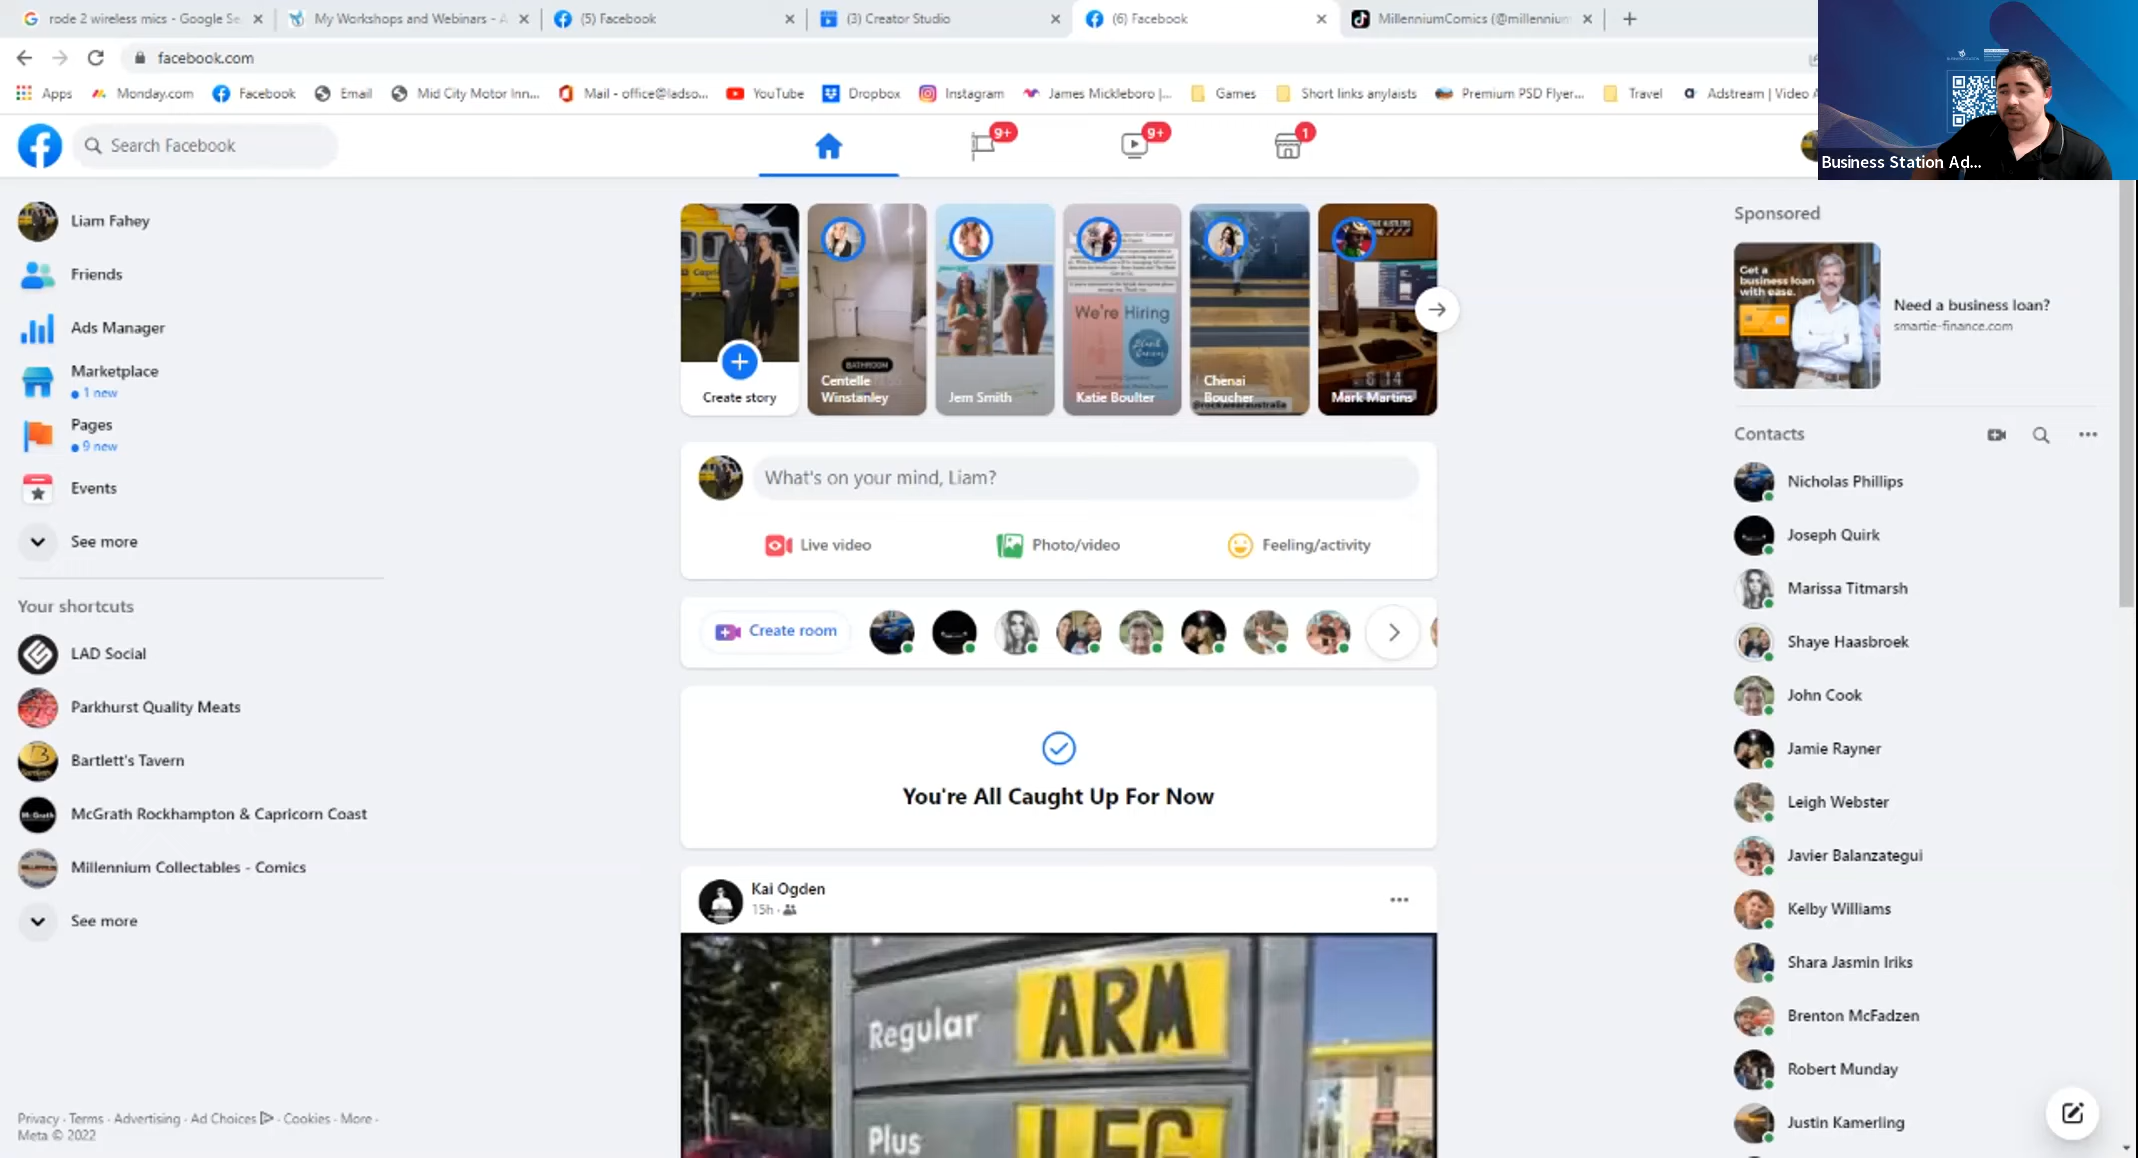 rode 2 wireless mics - Google Se
My Workshops and Webinars - A
(5) Facebook
(3) Creator Studio
(6) Facebook
MillenniumComics (@millennium
facebook.com
Apps
Monday.com
Facebook
Email
Mid City Motor Inn...
Mail - office@ladso...
YouTube
Dropbox
Instagram
James Mickleboro |...
Games
Short links anylaists
Premium PSD Flyer...
Travel
Adstream | Video A
Business Station Ad...
Search Facebook
9+
9+
1
Liam Fahey
Friends
Ads Manager
Marketplace
1 new
Pages
9 new
Events
See more
Your shortcuts
LAD Social
Parkhurst Quality Meats
Bartlett's Tavern
McGrath Rockhampton & Capricorn Coast
Millennium Collectables - Comics
See more
Privacy · Terms · Advertising · Ad Choices · Cookies · More ·
Meta © 2022
Create story
BATHROOM
Centelle
Winstanley
Jem Smith
We're Hiring
Katie Boulter
Chenai
Boucher
@rockwearaustralia
Mark Martins
What's on your mind, Liam?
Live video
Photo/video
Feeling/activity
Create room
You're All Caught Up For Now
Kai Ogden
15h ·
Regular ARM
Plus LEG
Sponsored
Get a
business loan
with ease.
Need a business loan?
smartie-finance.com
Contacts
Nicholas Phillips
Joseph Quirk
Marissa Titmarsh
Shaye Haasbroek
John Cook
Jamie Rayner
Leigh Webster
Javier Balanzategui
Kelby Williams
Shara Jasmin Iriks
Brenton McFadzen
Robert Munday
Justin Kamerling